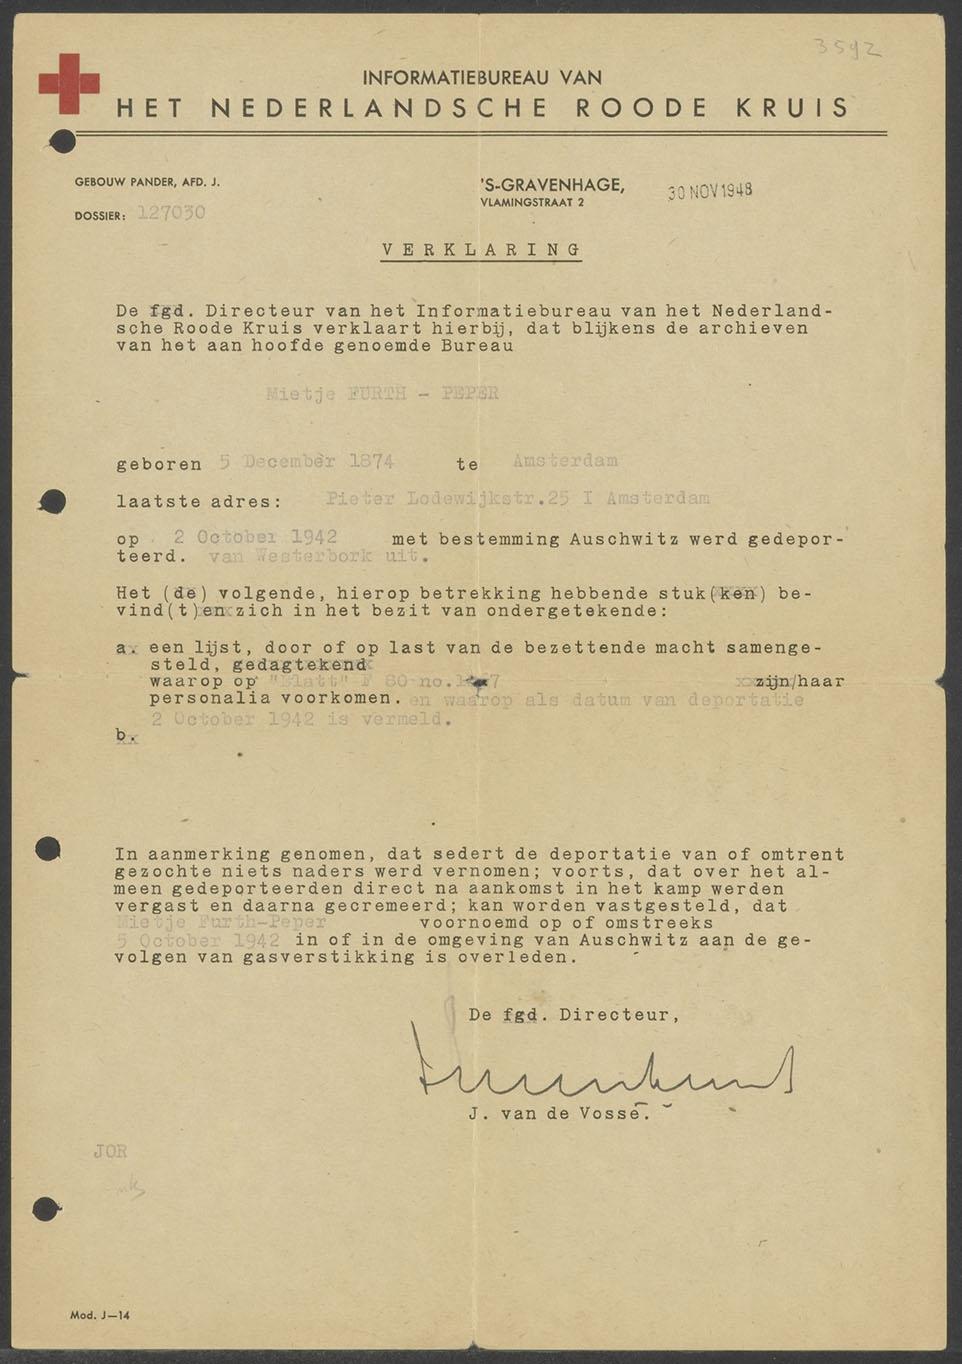 3592
INFORMATIEBUREAU VAN
HET NEDERLANDSCHE ROODE KRUIS
GEBOUW PANDER, AFD. J.
'S-GRAVENHAGE,
30 NOV 1948
VLAMINGSTRAAT 2
DOSSIER: 127030
VERKLARING
De fgd. Directeur van het Informatiebureau van het Nederland-
sche Roode Kruis verklaart hierbij, dat blijkens de archieven
van het aan hoofde genoemde Bureau
Mietje FURTH - PEPER
geboren 5 December 1874 te Amsterdam
laatste adres: Pieter Lodewijkstr.25 I Amsterdam
op 2 October 1942 met bestemming Auschwitz werd gedepor-
teerd. van Westerbork uit.
Het (de) volgende, hierop betrekking hebbende stuk(ken) be-
vind(t)en zich in het bezit van ondergetekende:
a. een lijst, door of op last van de bezettende macht samenge-
steld, gedagtekend
waarop op "Blatt" F 80 no. zijn/haar
personalia voorkomen. en waarop als datum van deportatie
2 October 1942 is vermeld.
b.
In aanmerking genomen, dat sedert de deportatie van of omtrent
gezochte niets naders werd vernomen; voorts, dat over het al-
meen gedeporteerden direct na aankomst in het kamp werden
vergast en daarna gecremeerd; kan worden vastgesteld, dat
Mietje Furth-Peper voornoemd op of omstreeks
5 October 1942 in of in de omgeving van Auschwitz aan de ge-
volgen van gasverstikking is overleden.
De fgd. Directeur,
J. van de Vosse.
JOR
Mod. J-14